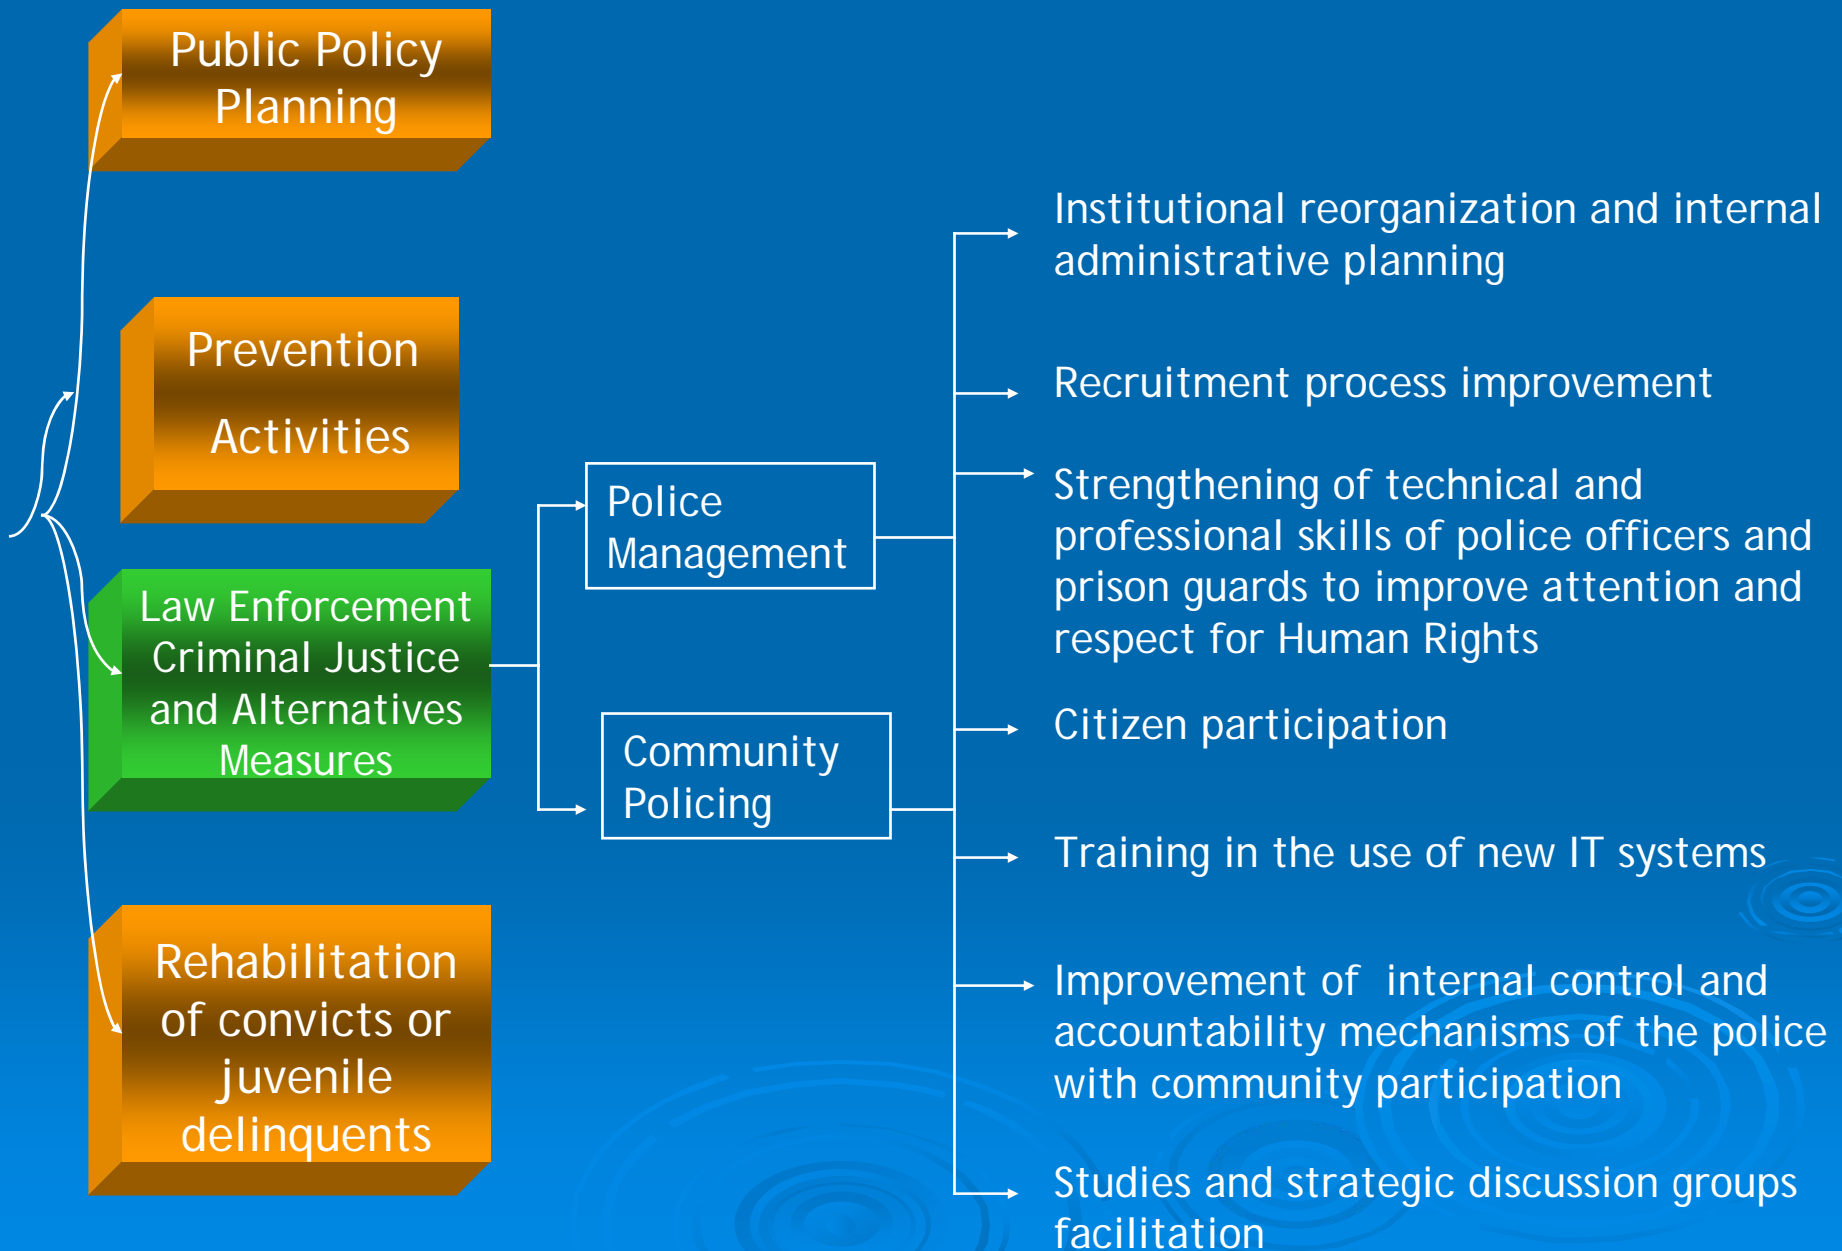 Public Policy
Planning
Prevention
Activities
Law Enforcement
Criminal Justice
and Alternatives
Measures
Rehabilitation
of convicts or
juvenile
delinquents
Police
Management
Community
Policing
Institutional reorganization and internal
administrative planning
Recruitment process improvement
Strengthening of technical and
professional skills of police officers and
prison guards to improve attention and
respect for Human Rights
Citizen participation
Training in the use of new IT systems
Improvement of internal control and
accountability mechanisms of the police
with community participation
Studies and strategic discussion groups
facilitation